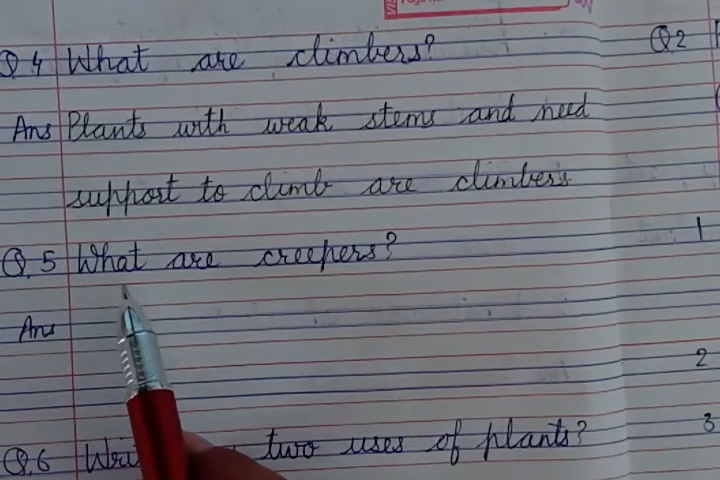 Q 4 What are climbers?
Ans Plants with weak stems and need
support to climb are climbers
Q.5 What are creepers?
Ans
Q.6 two uses of plants?
Q2
1
2
3